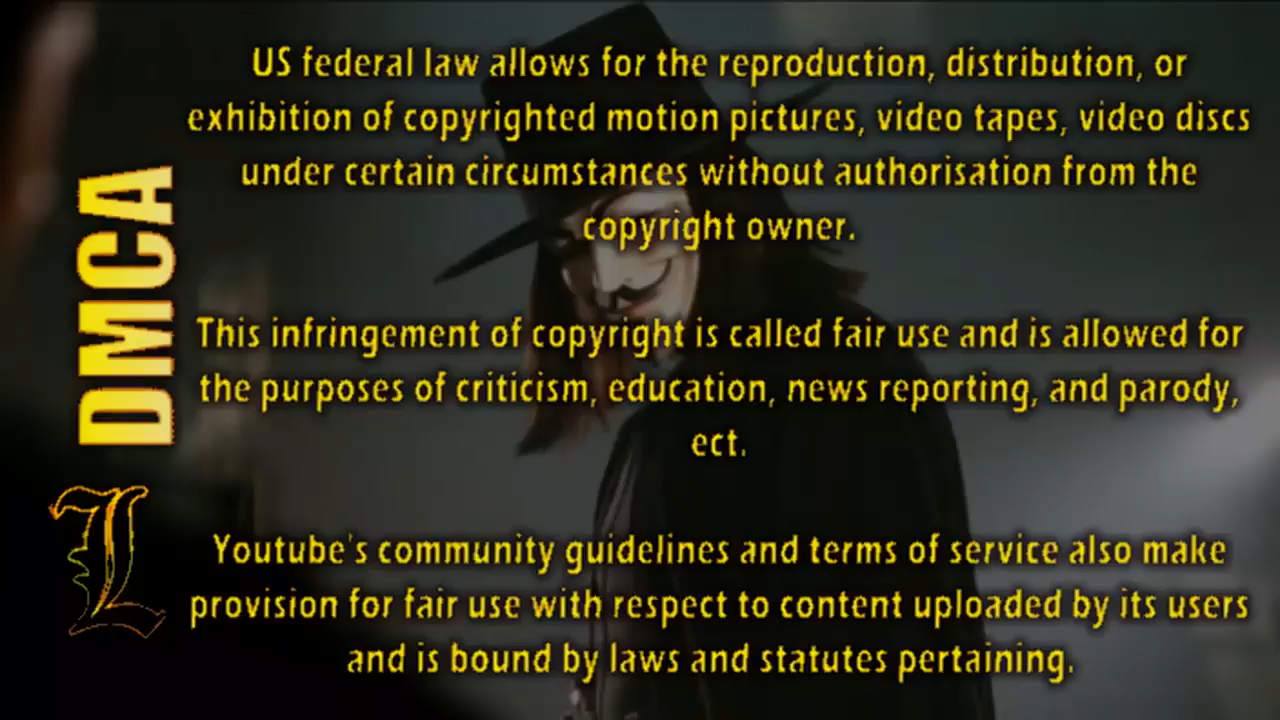 US federal law allows for the reproduction, distribution, or
exhibition of copyrighted motion pictures, video tapes, video discs
under certain circumstances without authorisation from the
copyright owner.
This infringement of copyright is called fair use and is allowed for
the purposes of criticism, education, news reporting, and parody,
ect.
Youtube's community guidelines and terms of service also make
provision for fair use with respect to content uploaded by its users
and is bound by laws and statutes pertaining.
DMCA
L